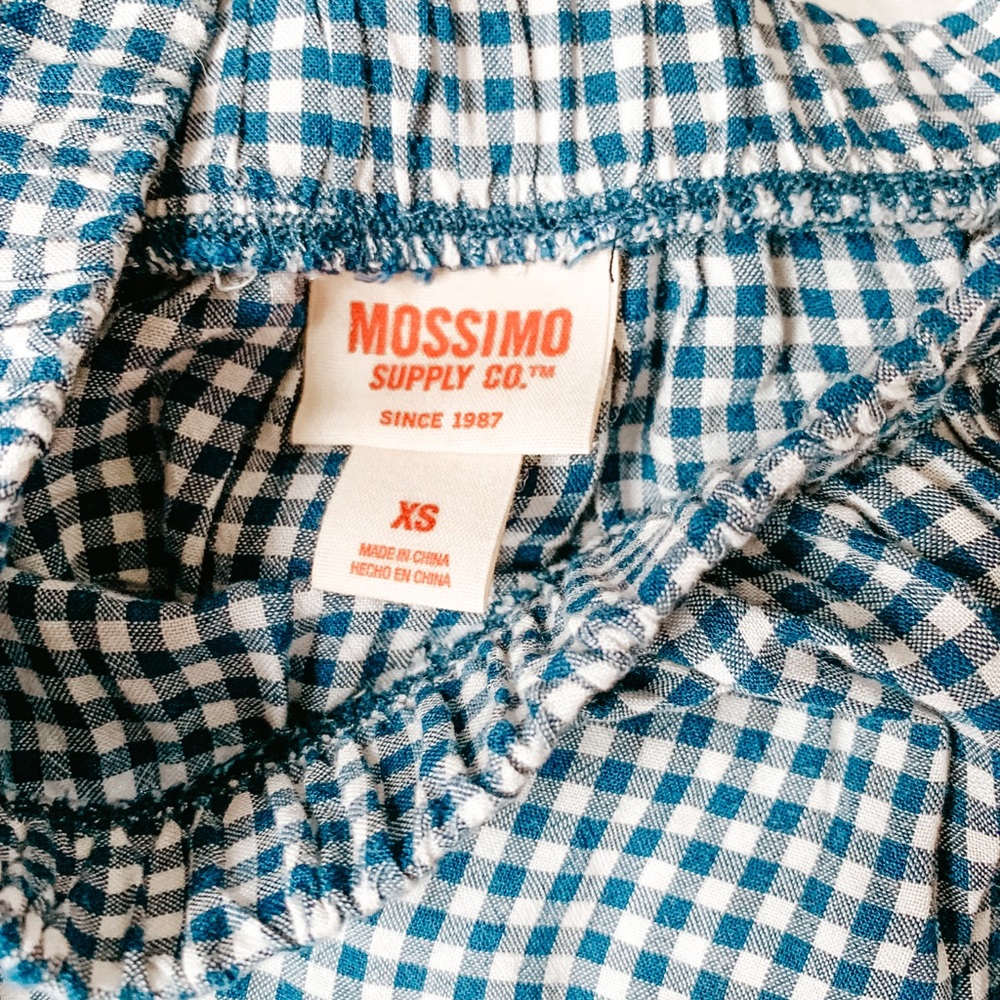 MOSSIMO
SUPPLY CO.™
SINCE 1987
XS
MADE IN CHINA
HECHO EN CHINA